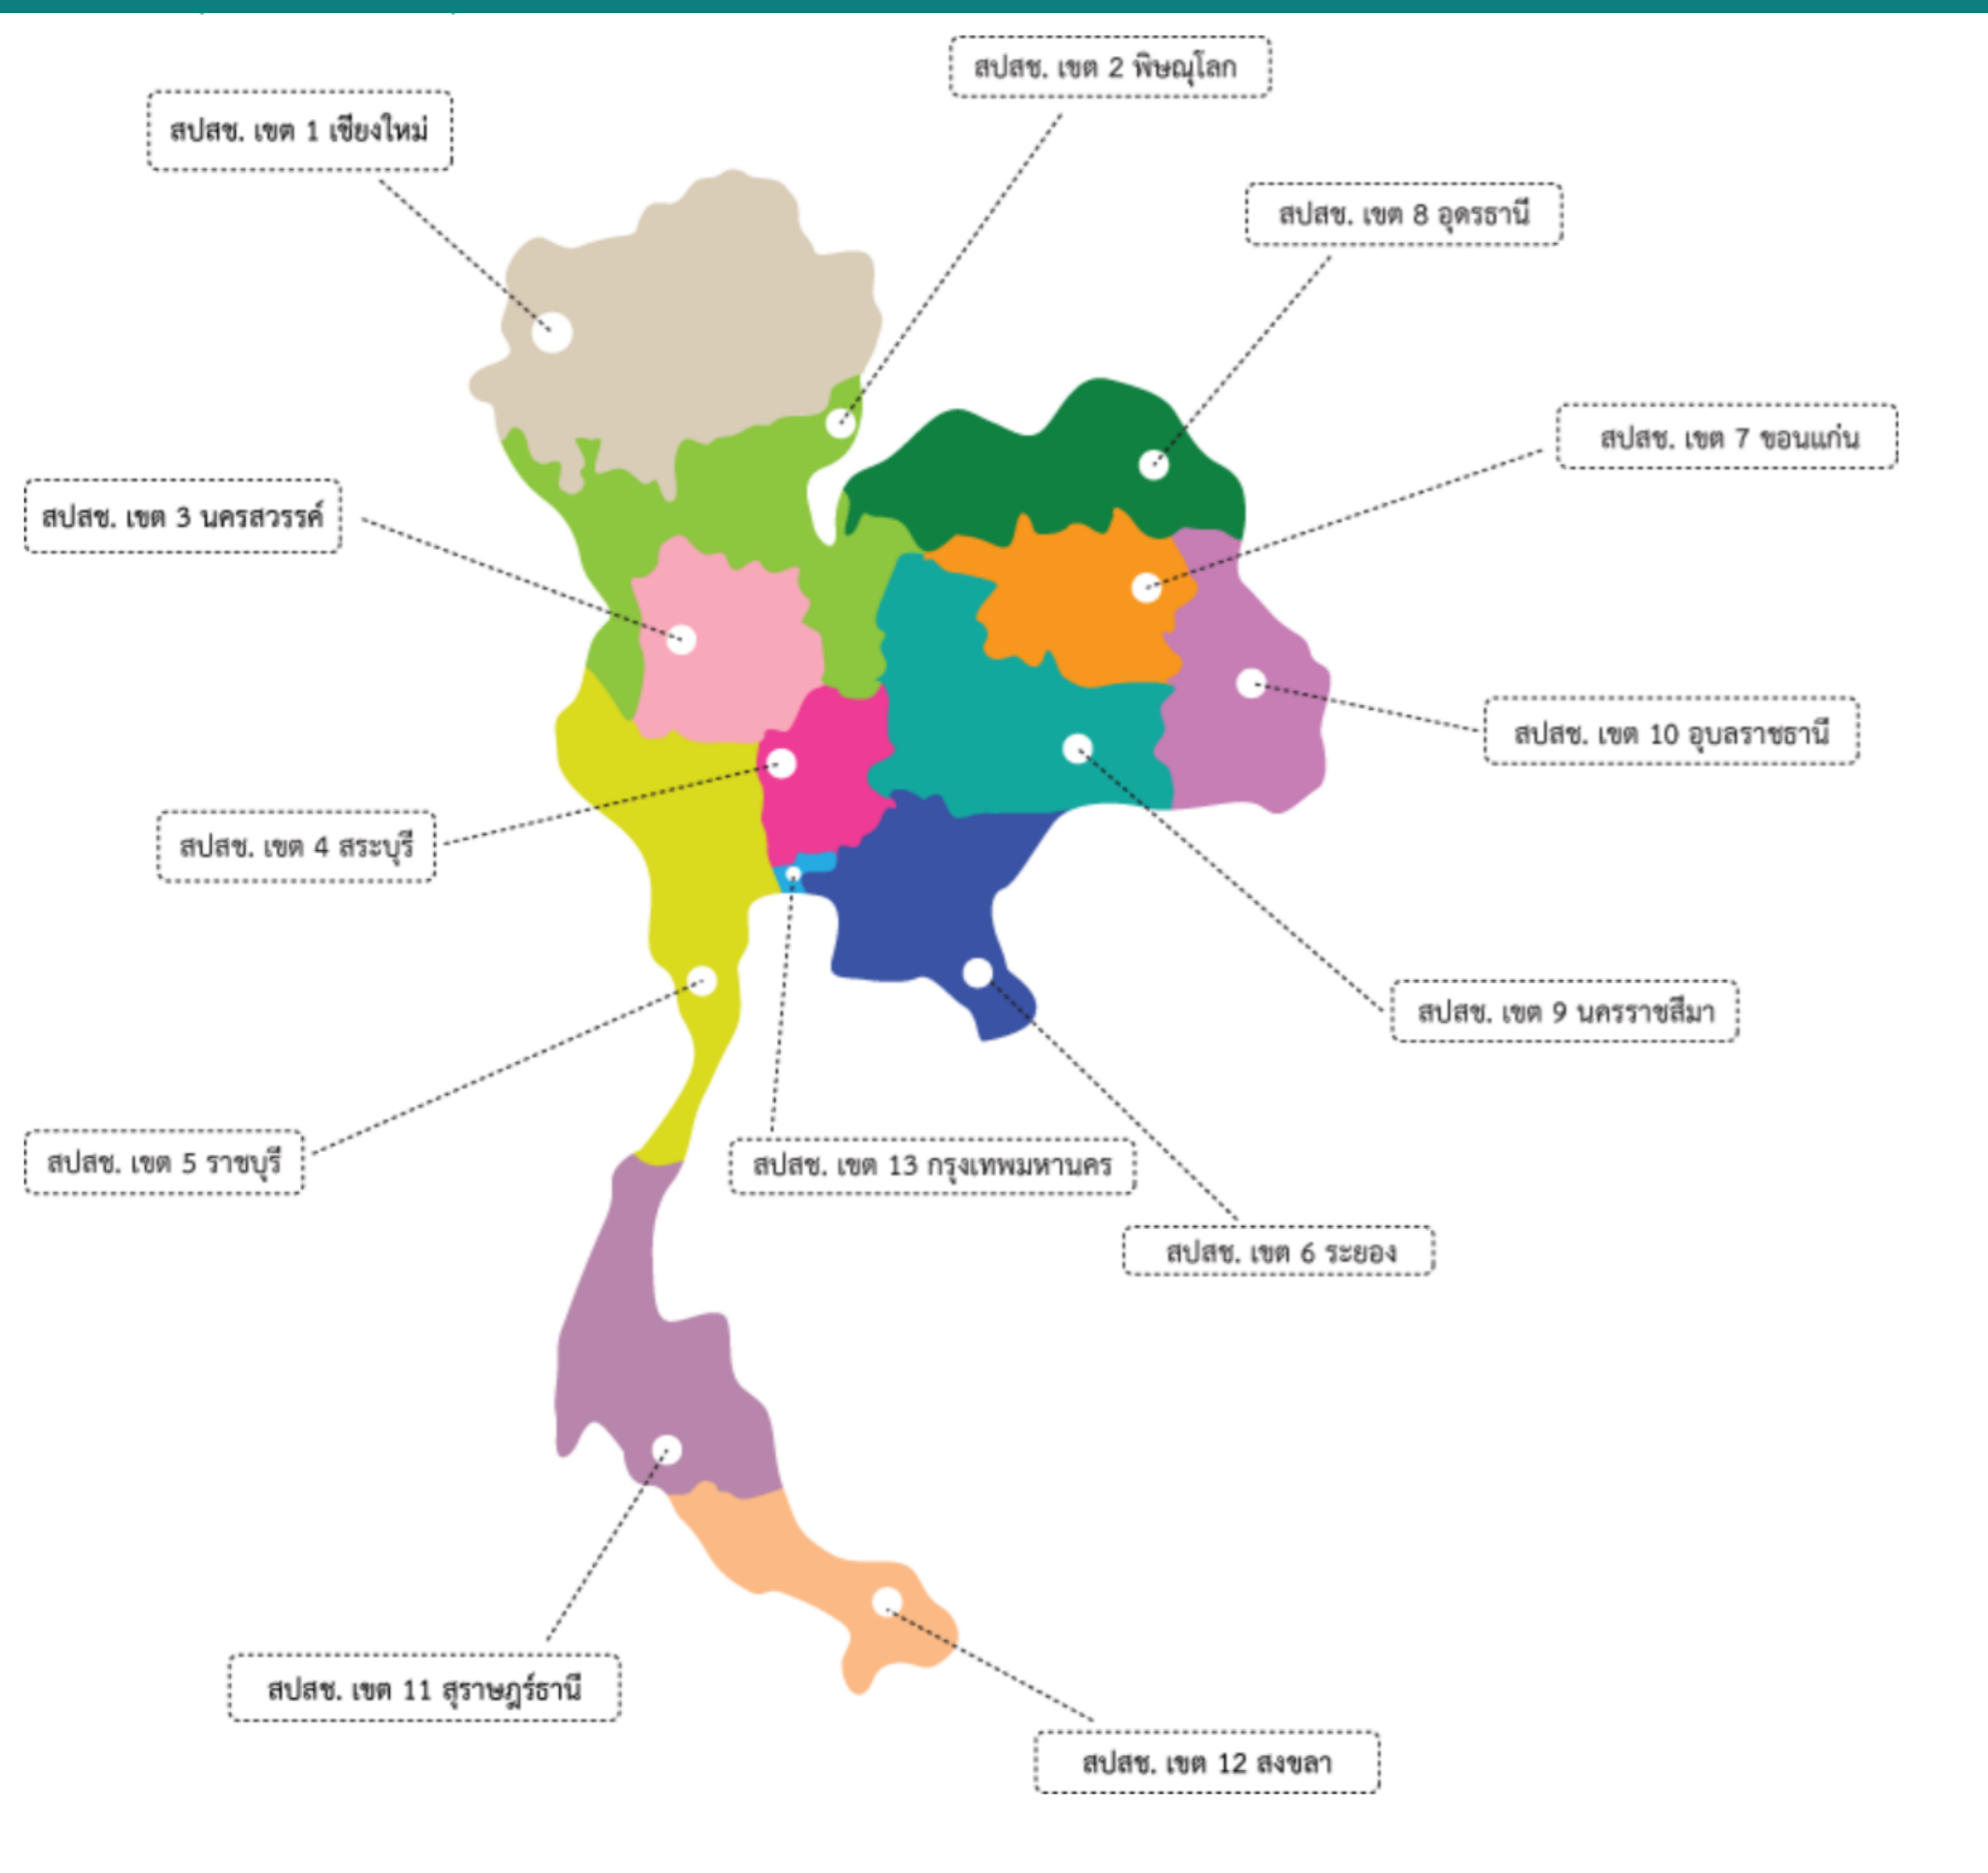 สปสช. เขต 2 พิษณุโลก
สปสช. เขต 1 เชียงใหม่
สปสช. เขต 8 อุดรธานี
สปสช. เขต 7 ขอนแก่น
สปสช. เขต 3 นครสวรรค์
สปสช. เขต 10 อุบลราชธานี
สปสช. เขต 4 สระบุรี
สปสช. เขต 9 นครราชสีมา
สปสช. เขต 5 ราชบุรี
สปสช. เขต 13 กรุงเทพมหานคร
สปสช. เขต 6 ระยอง
สปสช. เขต 11 สุราษฎร์ธานี
สปสช. เขต 12 สงขลา